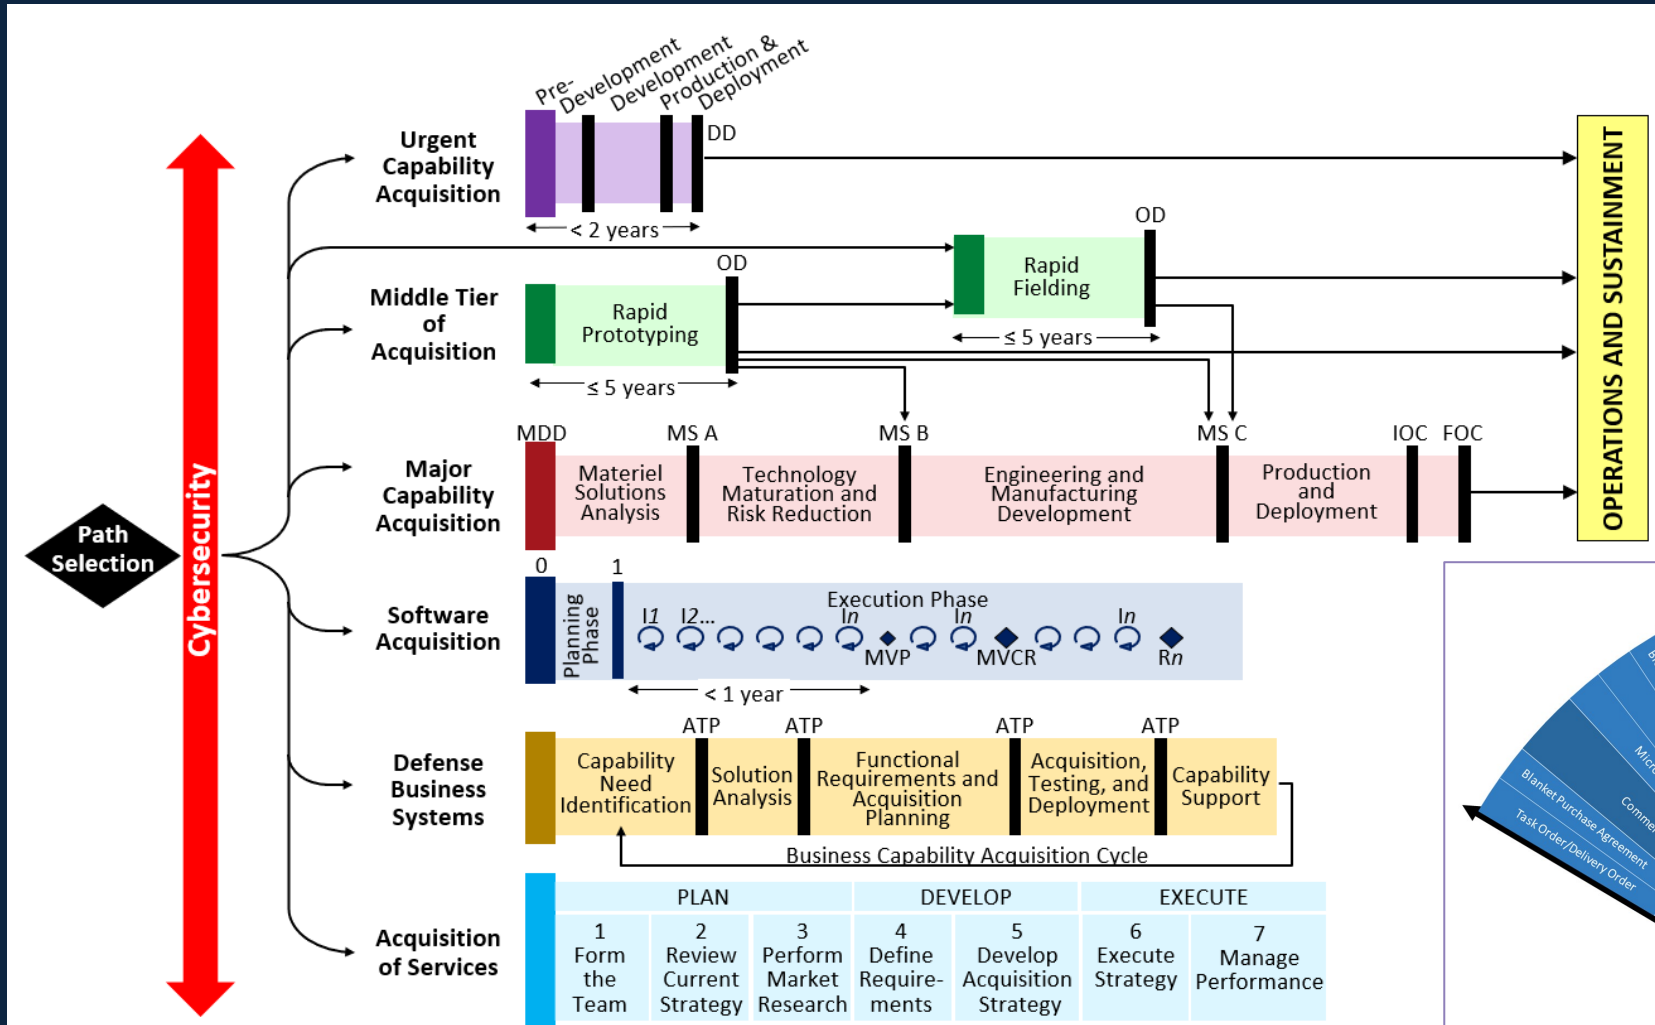 Pre-
Development
Development
Production &
Deployment
DD
Urgent
Capability
Acquisition
< 2 years
OD
Rapid
Fielding
≤ 5 years
OD
Middle Tier
of
Acquisition
Rapid
Prototyping
≤ 5 years
OPERATIONS AND SUSTAINMENT
MDD
MS A
MS B
MS C
IOC
FOC
Major
Capability
Acquisition
Materiel
Solutions
Analysis
Technology
Maturation and
Risk Reduction
Engineering and
Manufacturing
Development
Production
and
Deployment
Path
Selection
Cybersecurity
0
1
Software
Acquisition
Planning
Phase
Execution Phase
I1
I2...
In
In
In
MVP
MVCR
Rn
< 1 year
ATP
ATP
ATP
ATP
Defense
Business
Systems
Capability
Need
Identification
Solution
Analysis
Functional
Requirements and
Acquisition
Planning
Acquisition,
Testing, and
Deployment
Capability
Support
Business Capability Acquisition Cycle
Acquisition
of Services
PLAN
DEVELOP
EXECUTE
1
Form
the
Team
2
Review
Current
Strategy
3
Perform
Market
Research
4
Define
Require-
ments
5
Develop
Acquisition
Strategy
6
Execute
Strategy
7
Manage
Performance
Blanket Purchase Agreement
Task Order/Delivery Order